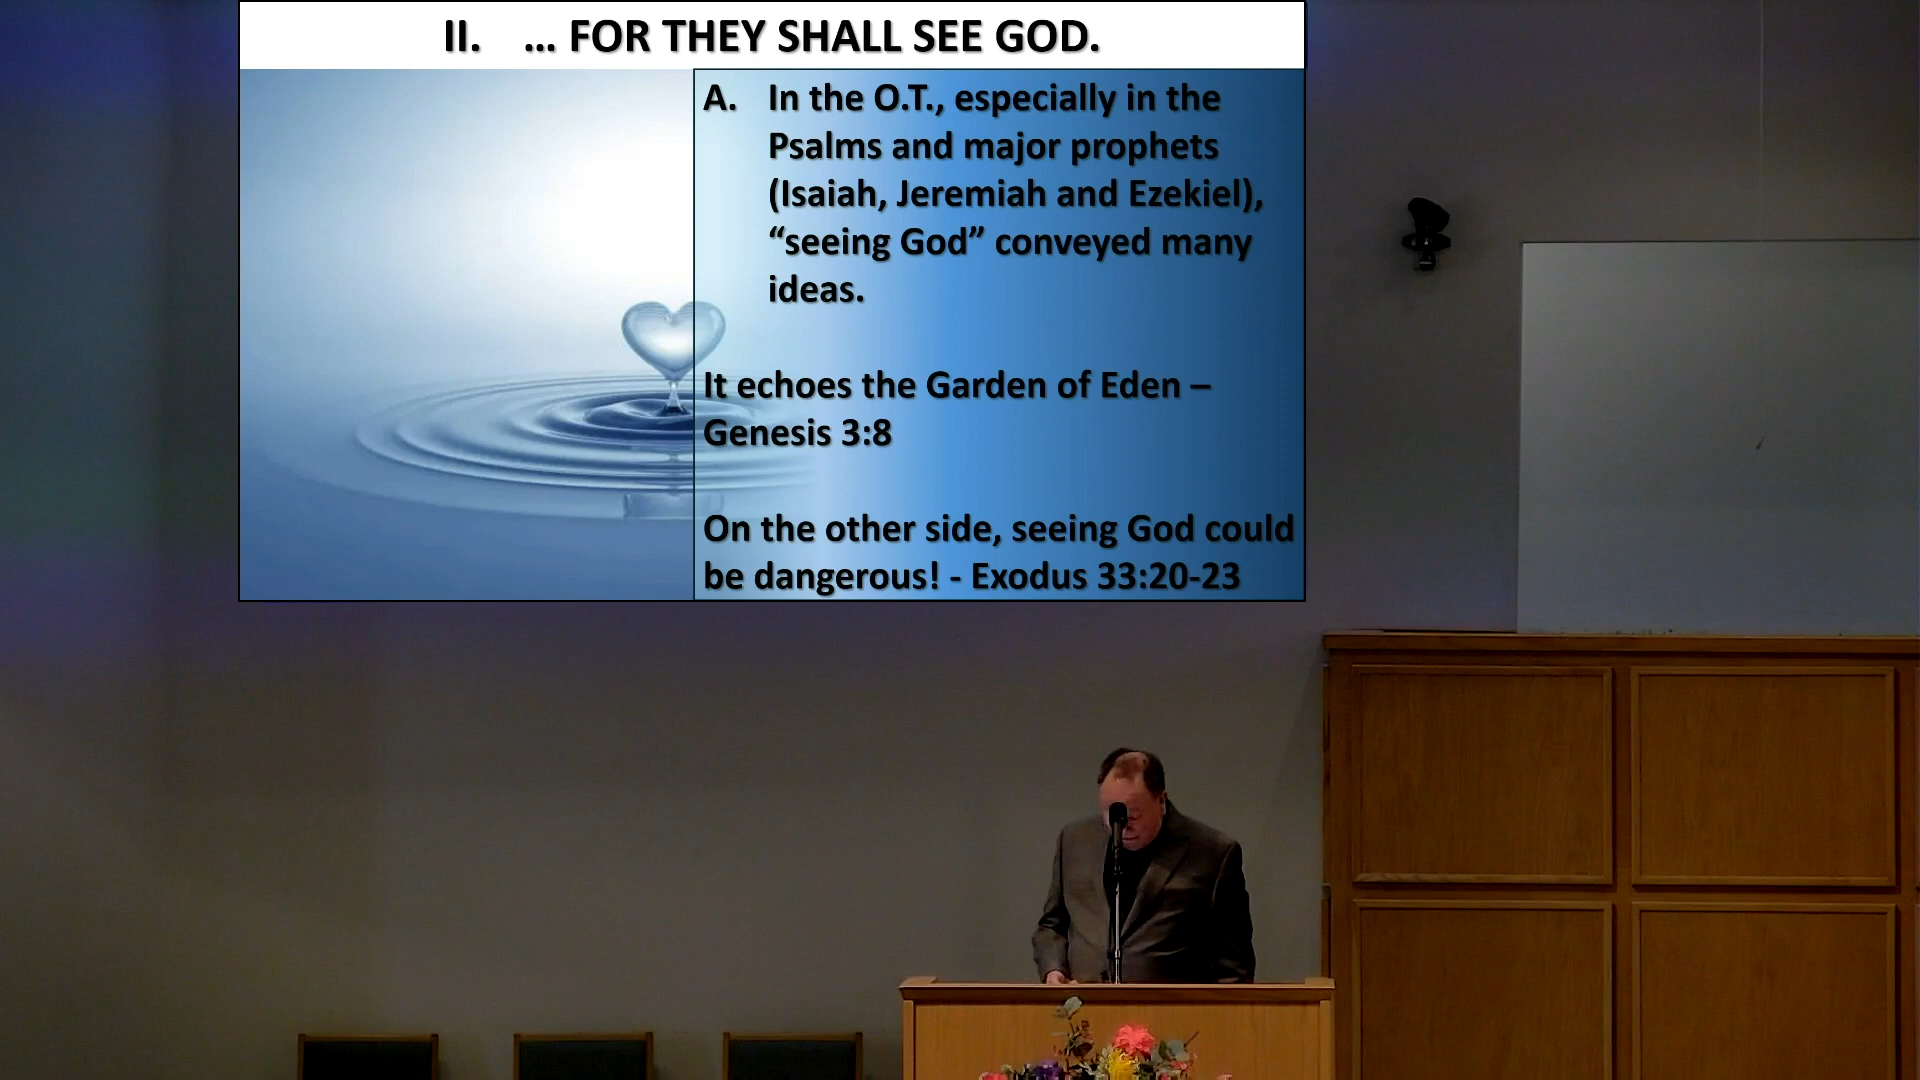 II. … FOR THEY SHALL SEE GOD.
A. In the O.T., especially in the
Psalms and major prophets
(Isaiah, Jeremiah and Ezekiel),
“seeing God” conveyed many
ideas.
It echoes the Garden of Eden –
Genesis 3:8
On the other side, seeing God could
be dangerous! - Exodus 33:20-23